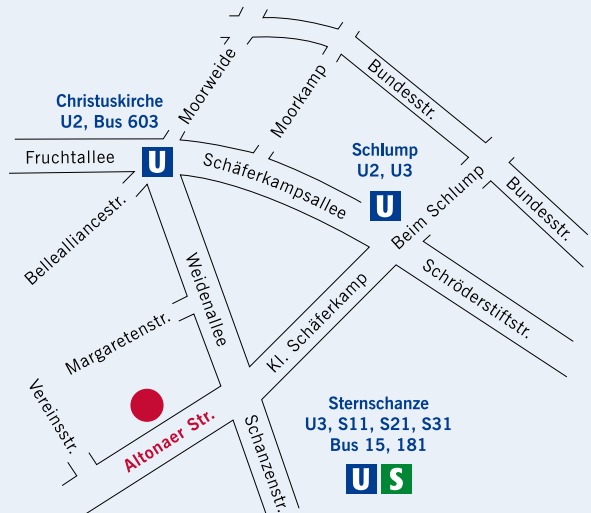 Moorweide
Bundesstr.
Christuskirche
U2, Bus 603
Moorkamp
Schlump
U2, U3
Fruchtallee
U
Schäferkampsallee
U
Beim Schlump
Bundesstr.
Bellealliancestr.
Weidenallee
Schröderstiftstr.
Margaretenstr.
Kl. Schäferkamp
Vereinsstr.
Altonaer Str.
Schanzenstr.
Sternschanze
U3, S11, S21, S31
Bus 15, 181
U S